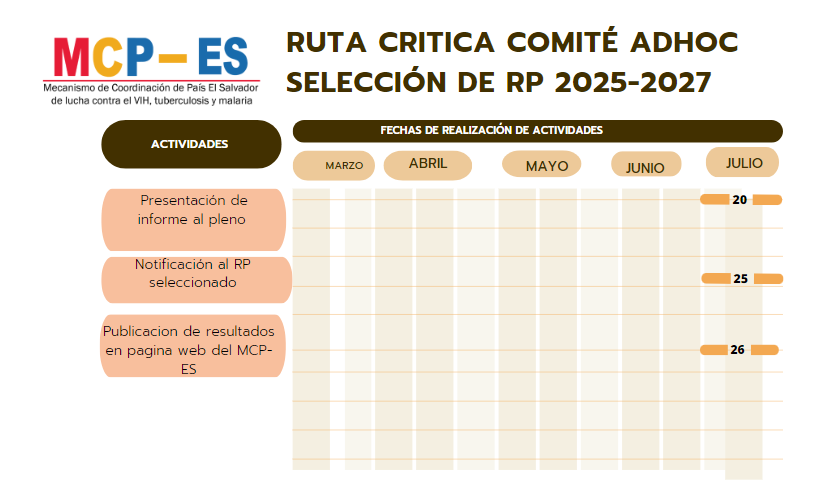 MCP-ES
Mecanismo de Coordinación de País El Salvador
de lucha contra el VIH, tuberculosis y malaria
RUTA CRITICA COMITÉ ADHOC
SELECCIÓN DE RP 2025-2027
ACTIVIDADES
FECHAS DE REALIZACIÓN DE ACTIVIDADES
MARZO
ABRIL
MAYO
JUNIO
JULIO
Presentación de
informe al pleno
20
Notificación al RP
seleccionado
25
Publicacion de resultados
en pagina web del MCP-
ES
26